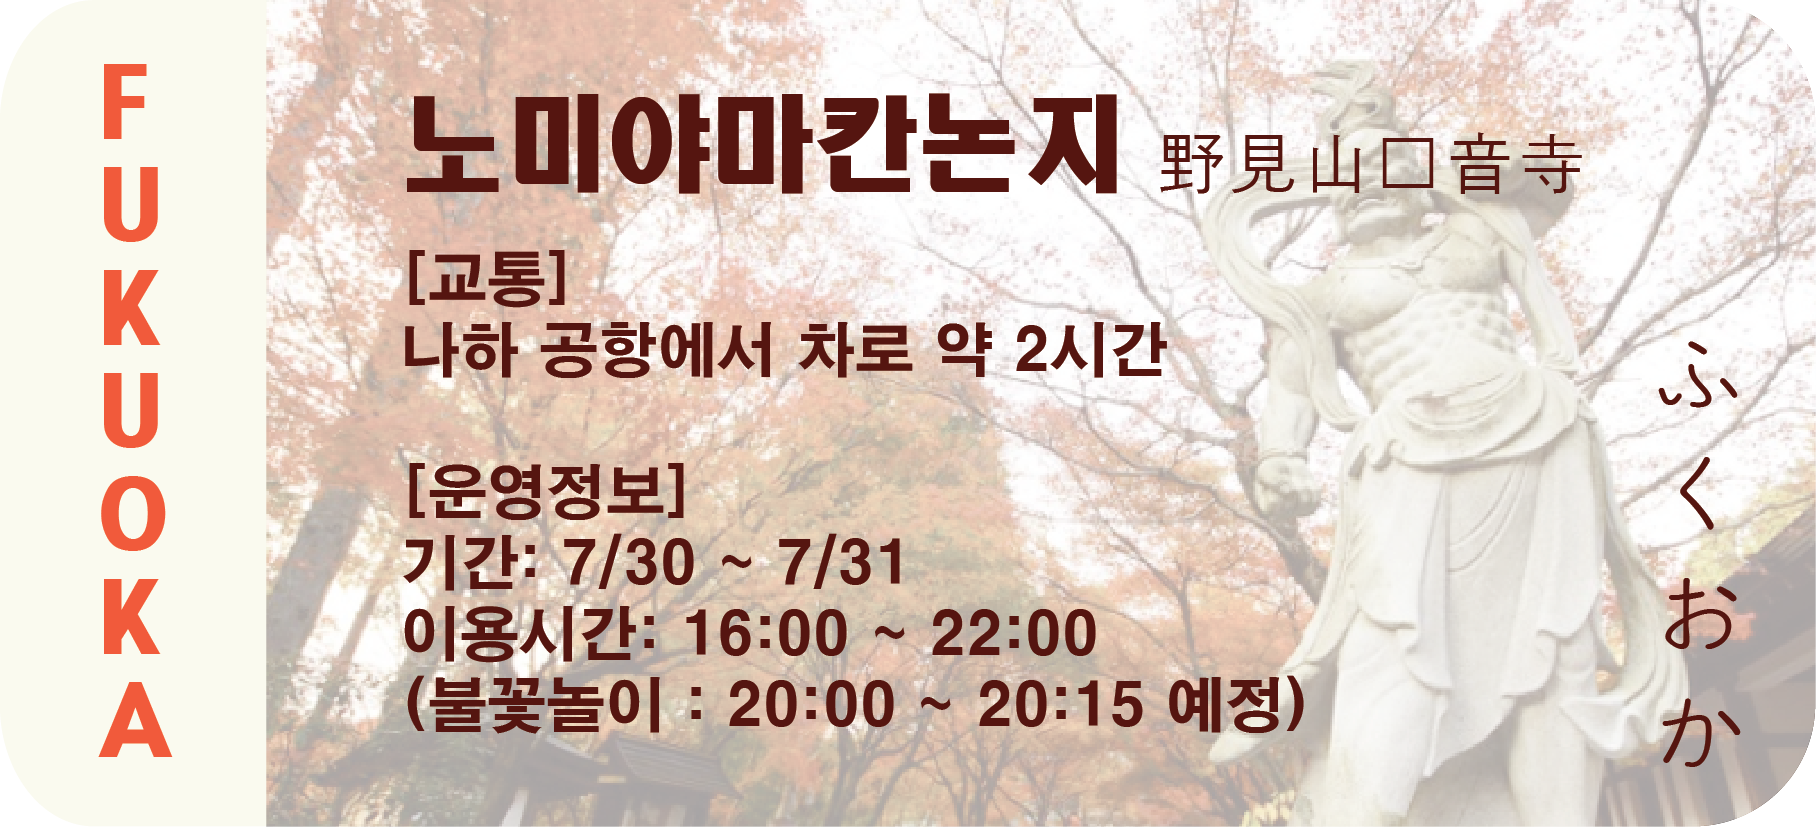 FUKUOKA
노미야마칸논지 野見山口音寺
[교통]
나하 공항에서 차로 약 2시간
[운영정보]
기간: 7/30 ~ 7/31
이용시간: 16:00 ~ 22:00
(불꽃놀이 : 20:00 ~ 20:15 예정)
ふくおか